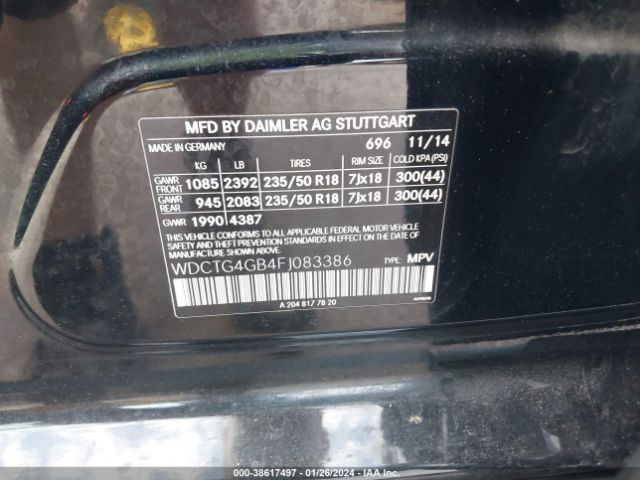 MFD BY DAIMLER AG STUTTGART
MADE IN GERMANY 696 11/14
KG LB TIRES RIM SIZE COLD KPA (PSI)
GAWR FRONT 1085 2392 235/50 R18 7Jx18 300(44)
GAWR REAR 945 2083 235/50 R18 7Jx18 300(44)
GVWR 1990 4387
THIS VEHICLE CONFORMS TO ALL APPLICABLE FEDERAL MOTOR VEHICLE
SAFETY AND THEFT PREVENTION STANDARDS IN EFFECT ON THE DATE OF
MANUFACTURE SHOWN ABOVE.
WDCTG4GB4FJ083386 TYPE: MPV
A 204 817 78 20
000-38617497 - 01/26/2024 - IAA Inc.